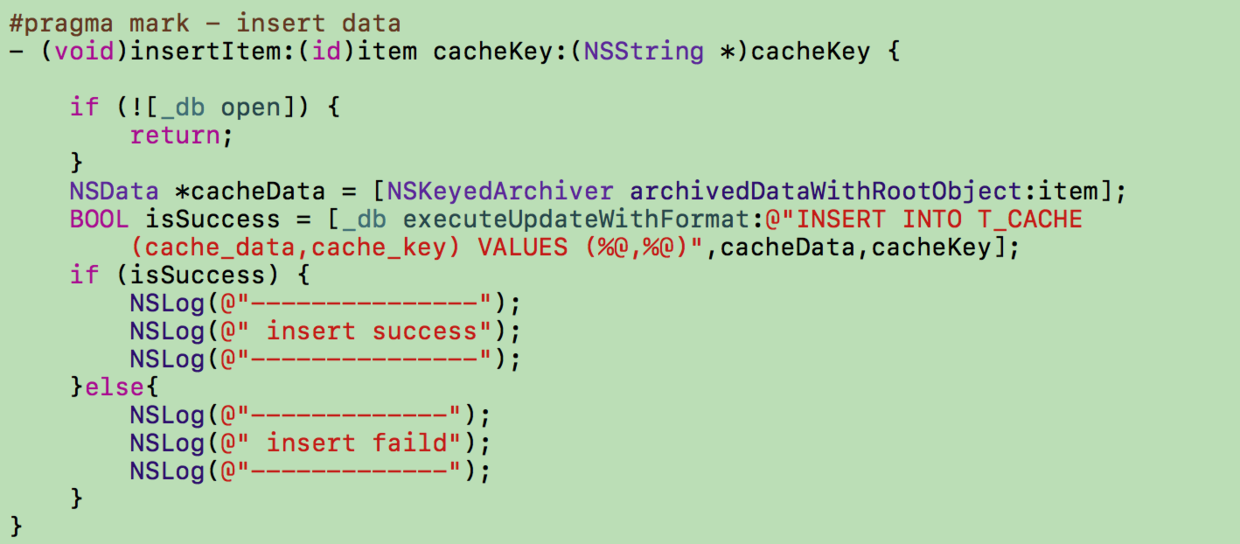 #pragma mark - insert data
- (void)insertItem:(id)item cacheKey:(NSString *)cacheKey {
if (![_db open]) {
return;
}
NSData *cacheData = [NSKeyedArchiver archivedDataWithRootObject:item];
BOOL isSuccess = [_db executeUpdateWithFormat:@"INSERT INTO T_CACHE
(cache_data,cache_key) VALUES (%@,%@)",cacheData,cacheKey];
if (isSuccess) {
NSLog(@"---------------");
NSLog(@" insert success");
NSLog(@"---------------");
}else{
NSLog(@"-------------");
NSLog(@" insert faild");
NSLog(@"-------------");
}
}